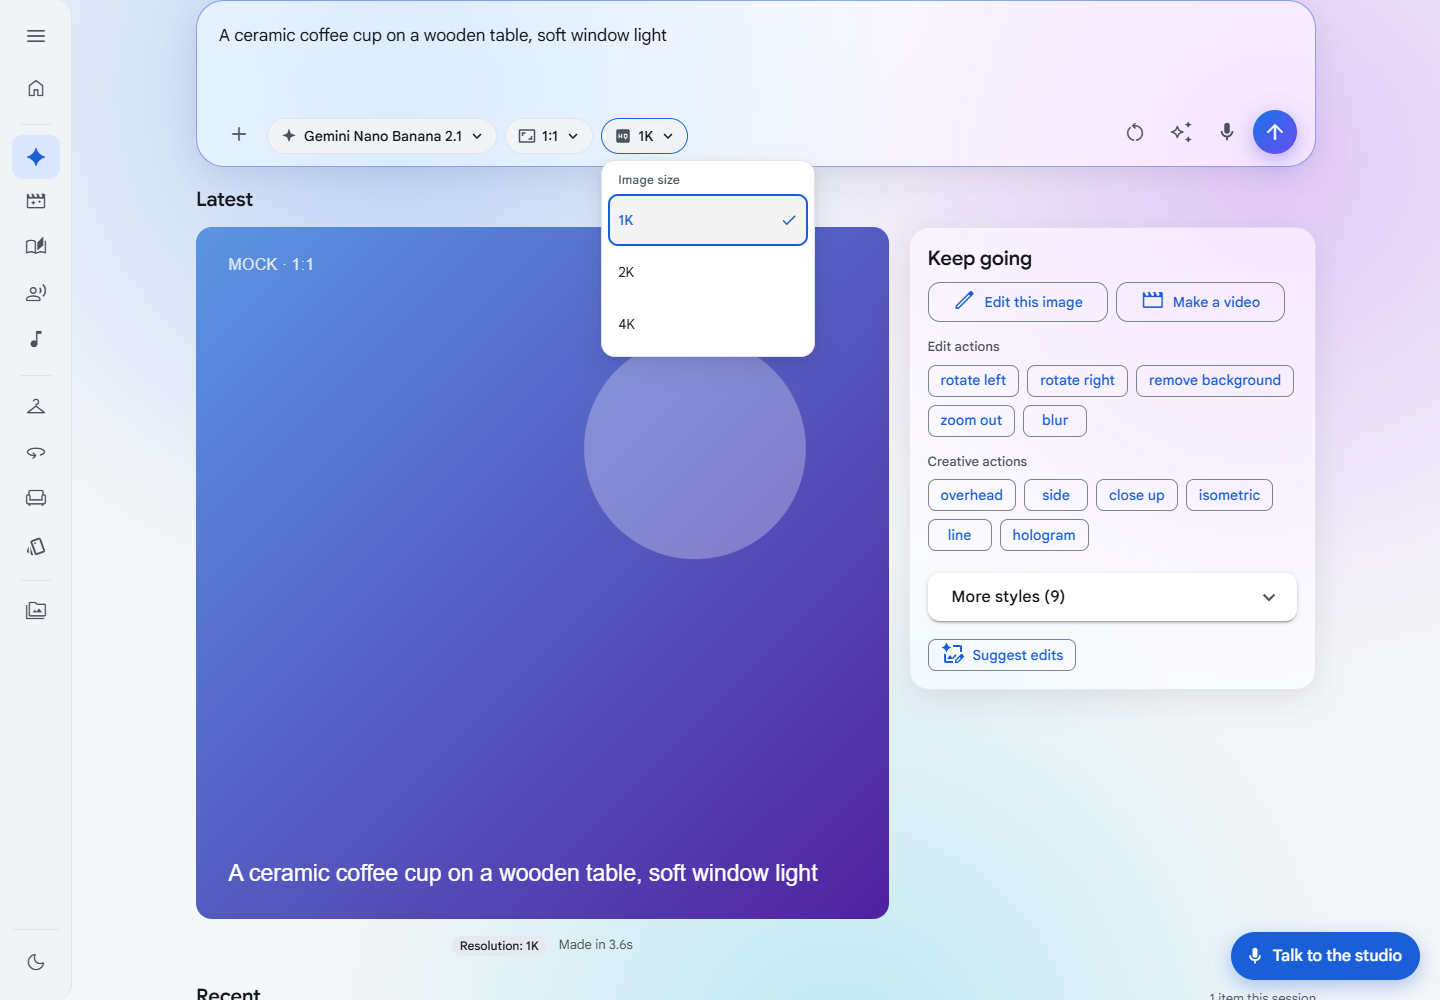 A ceramic coffee cup on a wooden table, soft window light
Gemini Nano Banana 2.1
1:1
HQ 1K
Image size
1K
2K
4K
Latest
MOCK · 1:1
A ceramic coffee cup on a wooden table, soft window light
Resolution: 1K Made in 3.6s
Keep going
Edit this image Make a video
Edit actions
rotate left rotate right remove background
zoom out blur
Creative actions
overhead side close up isometric
line hologram
More styles (9)
Suggest edits
Talk to the studio
Recent
1 item this session